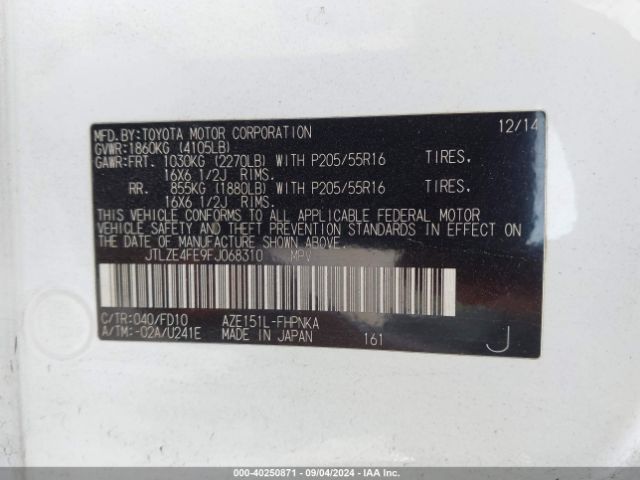 MFD.BY:TOYOTA MOTOR CORPORATION 12/14
GVWR:1860KG (4105LB)
GAWR:FRT. 1030KG (2270LB) WITH P205/55R16 TIRES,
16X6 1/2J RIMS.
RR. 855KG (1880LB) WITH P205/55R16 TIRES,
16X6 1/2J RIMS.
THIS VEHICLE CONFORMS TO ALL APPLICABLE FEDERAL MOTOR
VEHICLE SAFETY AND THEFT PREVENTION STANDARDS IN EFFECT ON
THE DATE OF MANUFACTURE SHOWN ABOVE.
JTLZE4FE9FJ068310 MPV
C/TR:040/FD10 AZE151L-FHPNKA
A/TM:-02A/U241E MADE IN JAPAN 161 J
000-40250871 - 09/04/2024 - IAA Inc.